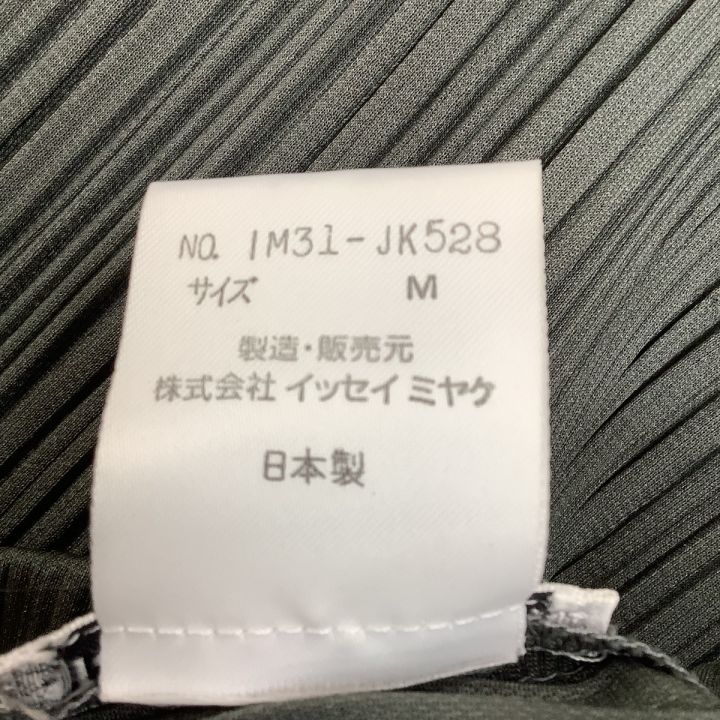 NO. IM31-JK528
サイズ M
製造・販売元
株式会社 イッセイ ミヤケ
日本製